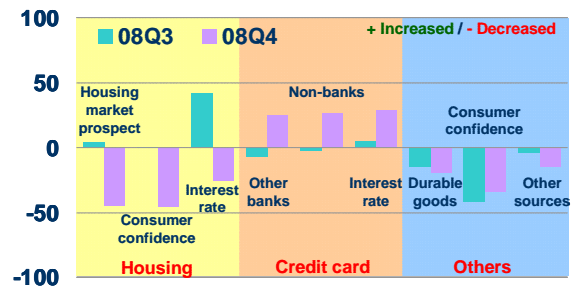 100
08Q3 08Q4
+ Increased / - Decreased
50
Housing
market
prospect
Non-banks
Consumer
confidence
0
Interest
rate
Other
banks
Interest
rate
Durable
goods
Other
sources
-50
Consumer
confidence
Housing Credit card Others
-100